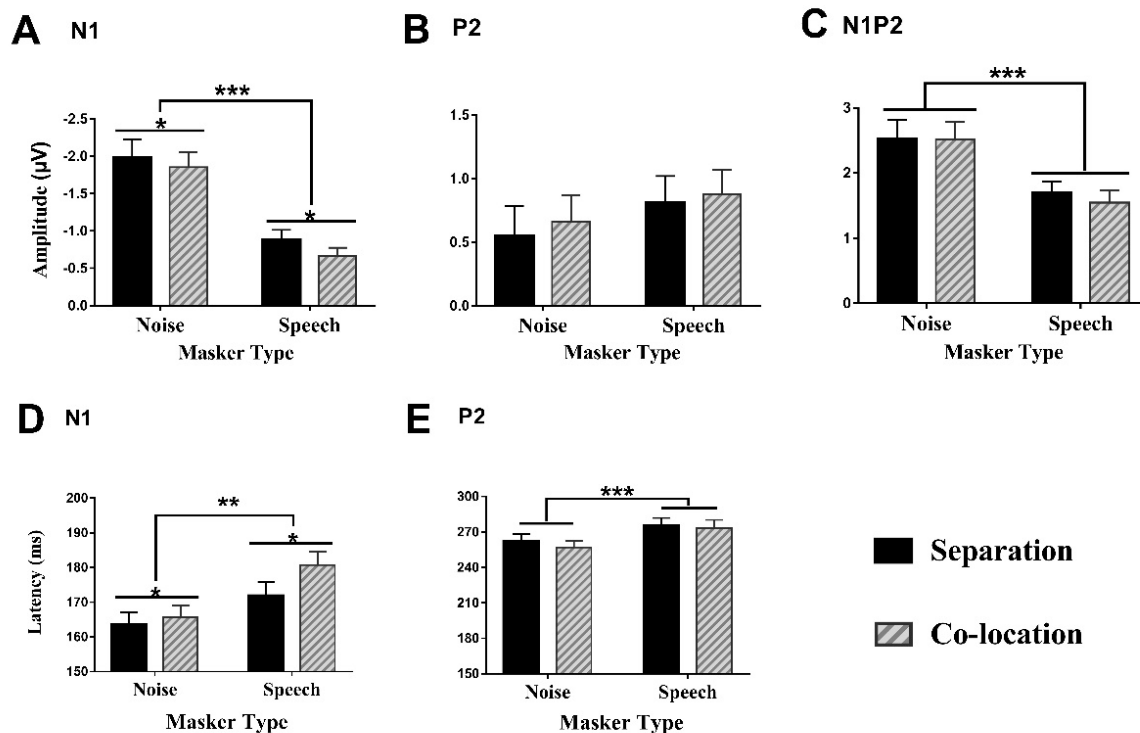 A N1
Amplitude (µV)
-2.5
-2.0
-1.5
-1.0
-0.5
0.0
***
*
*
Noise Speech
Masker Type
B P2
1.5
1.0
0.5
0.0
Noise Speech
Masker Type
C N1P2
3
2
1
0
***
Noise Speech
Masker Type
D N1
Latency (ms)
200
190
180
170
160
150
**
*
*
Noise Speech
Masker Type
E P2
300
270
240
210
180
150
***
Noise Speech
Masker Type
Separation
Co-location